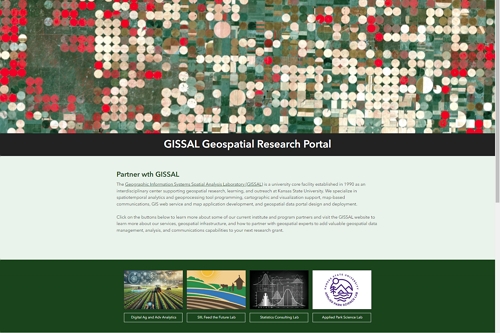 GISSAL Geospatial Research Portal
Partner wth GISSAL
The Geographic Information Systems Spatial Analysis Laboratory (GISSAL) is a university core facility established in 1990 as an
interdisciplinary center supporting geospatial research, learning, and outreach at Kansas State University. We specialize in
spatiotemporal analytics and geoprocessing tool programming, cartographic and visualization support, map-based
communications, GIS web service and map application development, and geospatial data portal design and deployment.
Click on the buttons below to learn more about some of our current institute and program partners and visit the GISSAL website to
learn more about our services, geospatial infrastructure, and how to partner with geospatial experts to add valuable geospatial data
management, analysis, and communications capabilities to your next research grant.
Digital Ag and Adv Analytics
SIIL Feed the Future Lab
Statistics Consulting Lab
Applied Park Science Lab